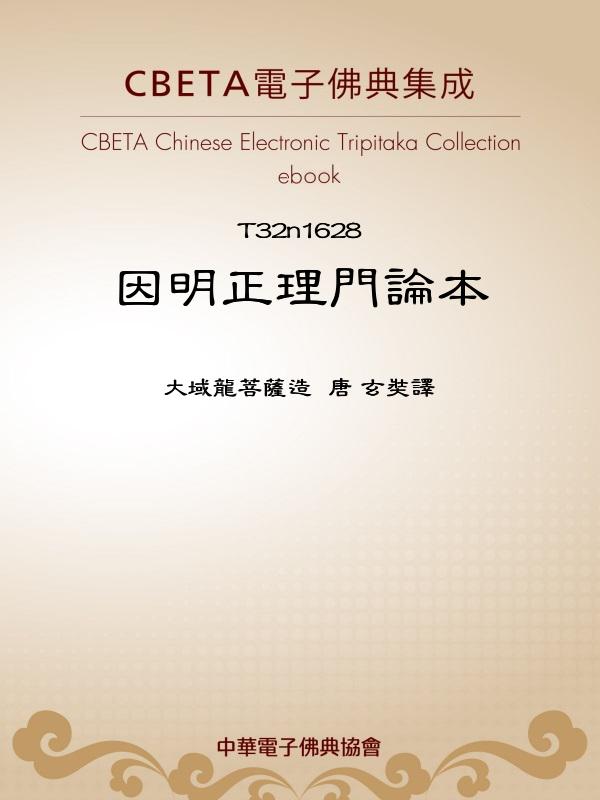 CBETA電子佛典集成
CBETA Chinese Electronic Tripitaka Collection
ebook
T32n1628
因明正理門論本
大域龍菩薩造 唐 玄奘譯
中華電子佛典協會